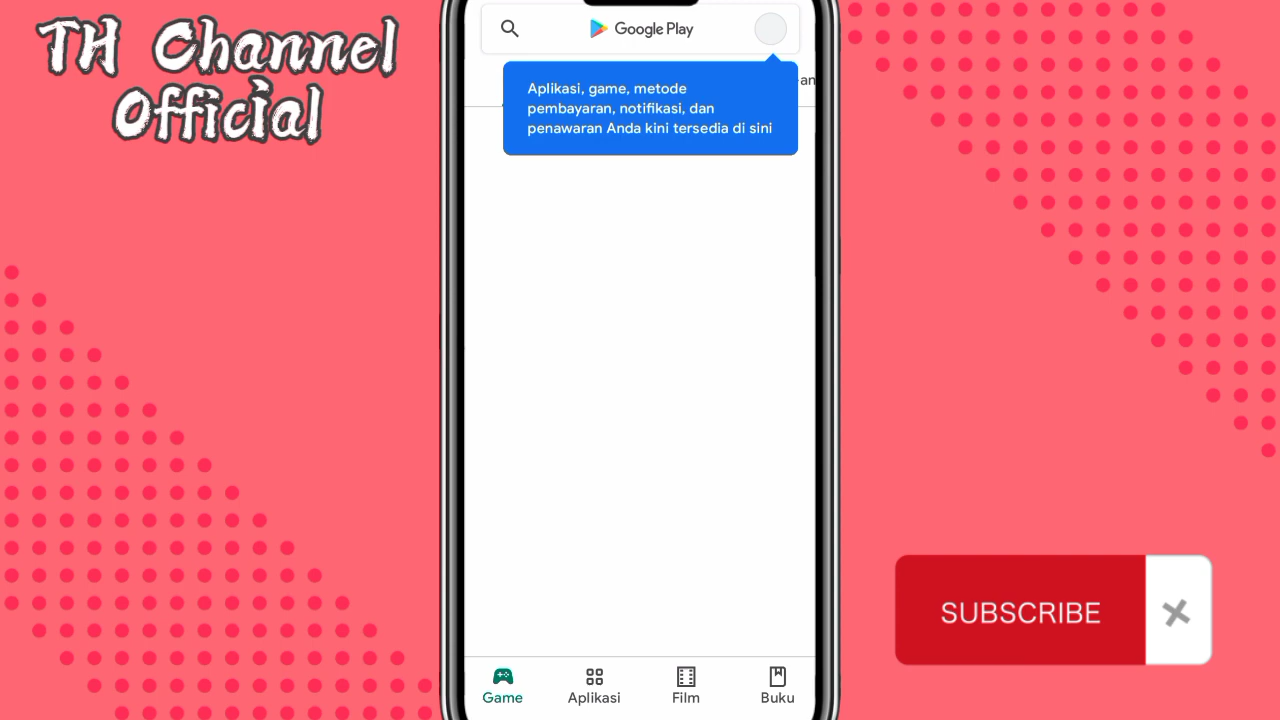 TH Channel
Official
Google Play
an
Aplikasi, game, metode
pembayaran, notifikasi, dan
penawaran Anda kini tersedia di sini
SUBSCRIBE
Game
Aplikasi
Film
Buku